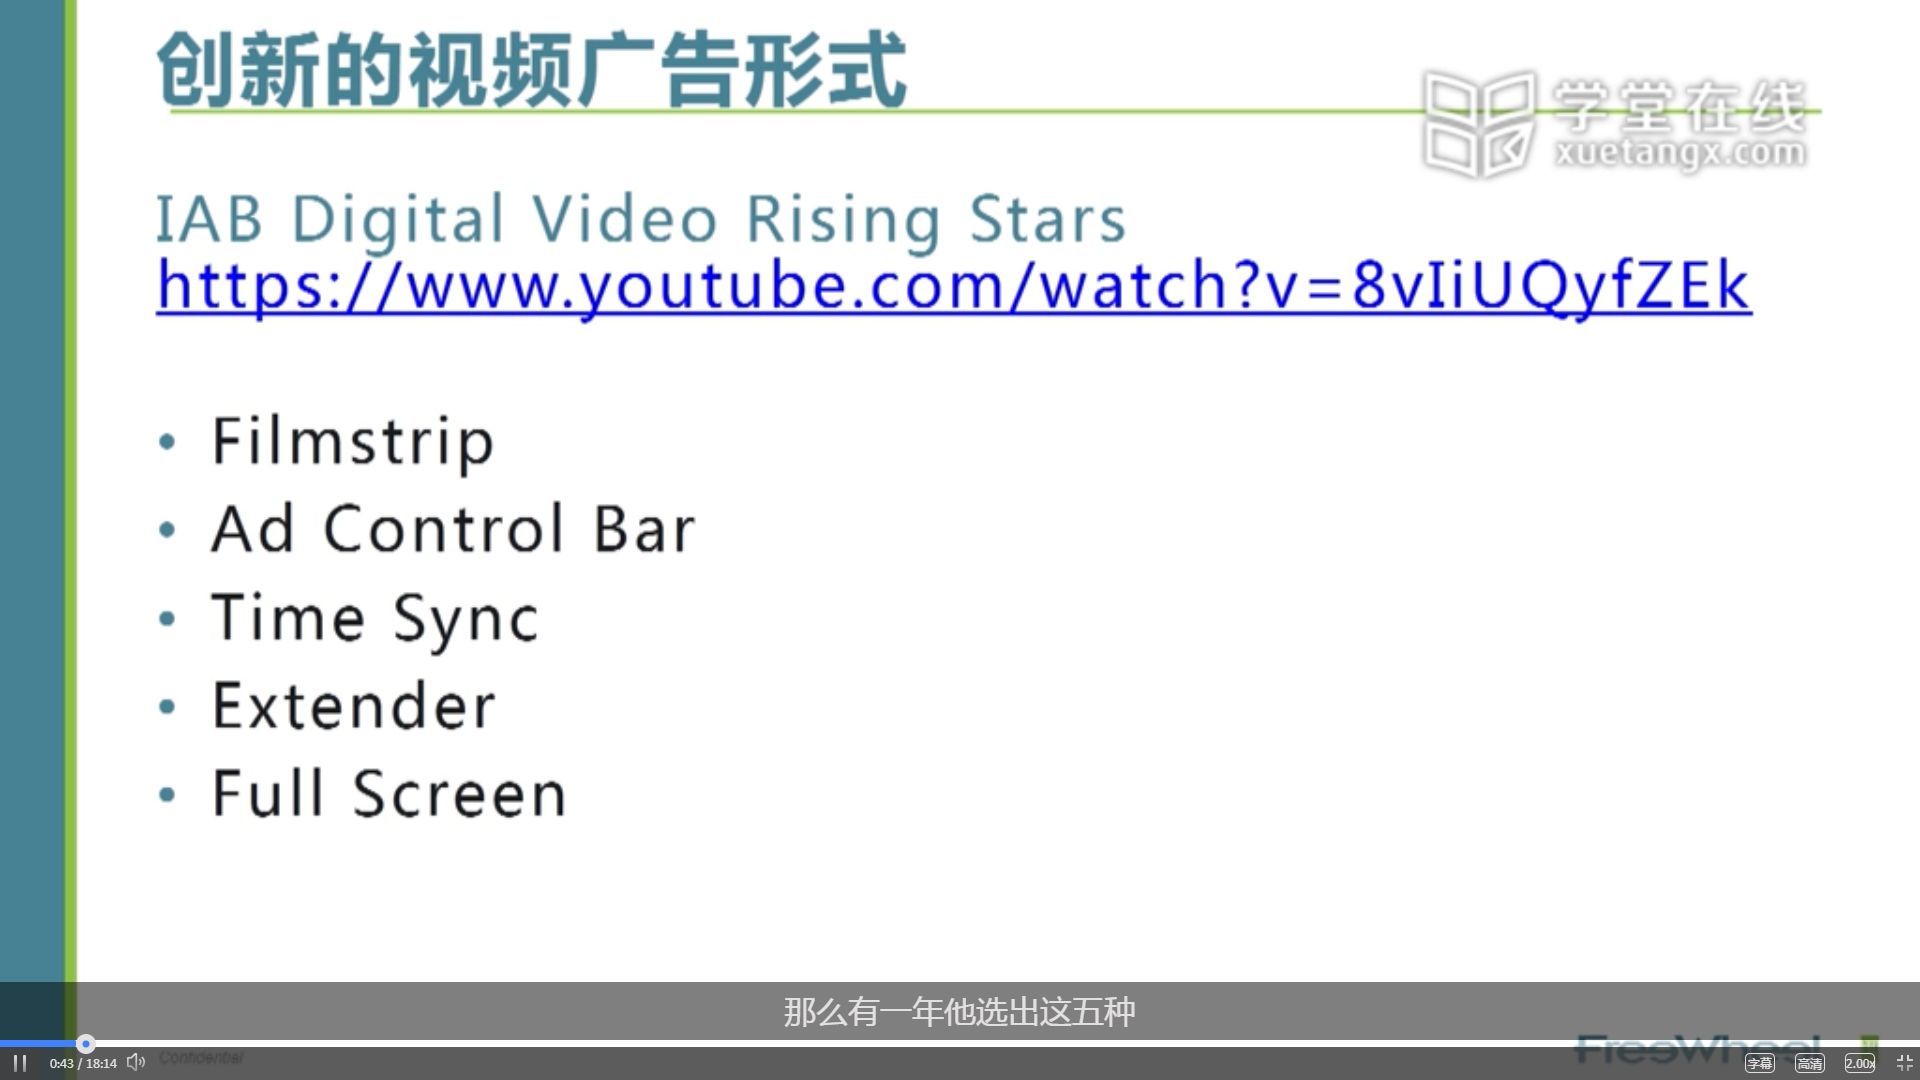 创新的视频广告形式
学堂在线
xuetangx.com
IAB Digital Video Rising Stars
https://www.youtube.com/watch?v=8vIiUQyfZEk
• Filmstrip
• Ad Control Bar
• Time Sync
• Extender
• Full Screen
那么有一年他选出这五种
Confidential
FreeWheel
0:43 / 18:14
字幕
高清
2.00x